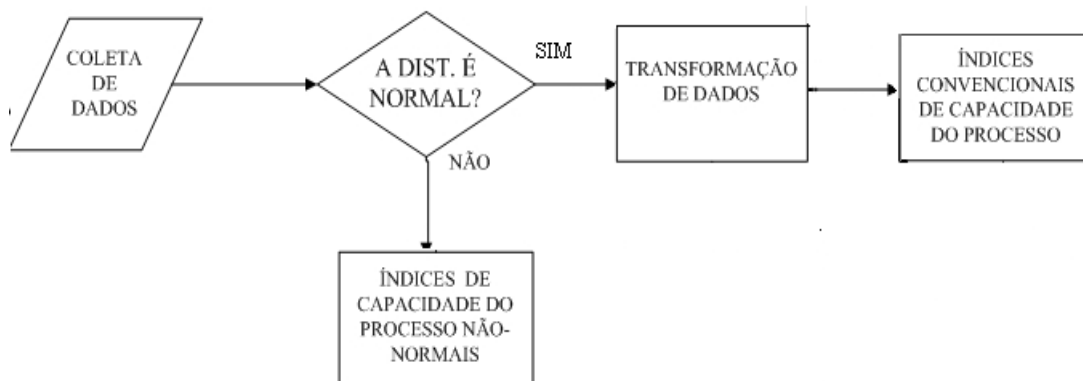 COLETA
DE
DADOS
A DIST. É
NORMAL?
SIM
TRANSFORMAÇÃO
DE DADOS
ÍNDICES
CONVENCIONAIS
DE CAPACIDADE
DO PROCESSO
NÃO
ÍNDICES DE
CAPACIDADE DO
PROCESSO NÃO-
NORMAIS